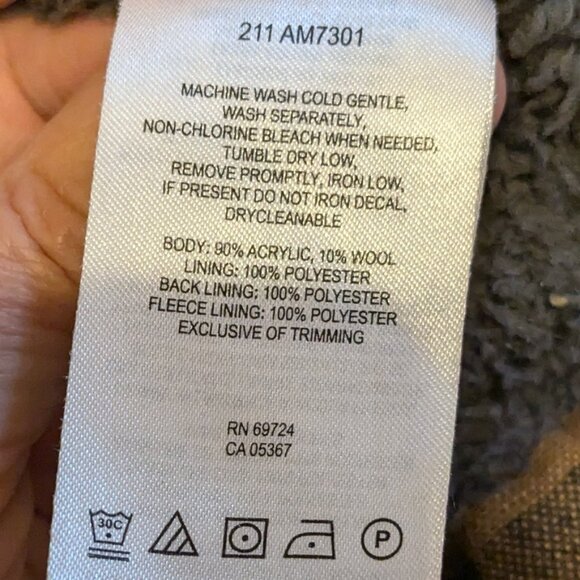 211 AM7301
MACHINE WASH COLD GENTLE,
WASH SEPARATELY,
NON-CHLORINE BLEACH WHEN NEEDED,
TUMBLE DRY LOW,
REMOVE PROMPTLY, IRON LOW,
IF PRESENT DO NOT IRON DECAL,
DRYCLEANABLE
BODY: 90% ACRYLIC, 10% WOOL
LINING: 100% POLYESTER
BACK LINING: 100% POLYESTER
FLEECE LINING: 100% POLYESTER
EXCLUSIVE OF TRIMMING
RN 69724
CA 05367
30C P